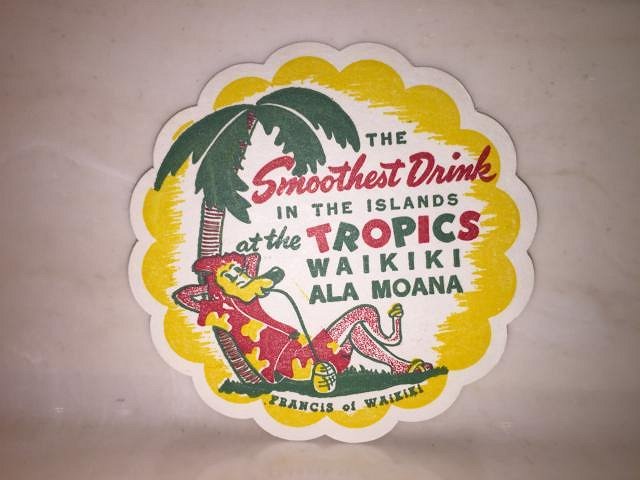 THE
Smoothest Drink
IN THE ISLANDS
at the TROPICS
WAIKIKI
ALA MOANA
FRANCIS of WAiKiKi